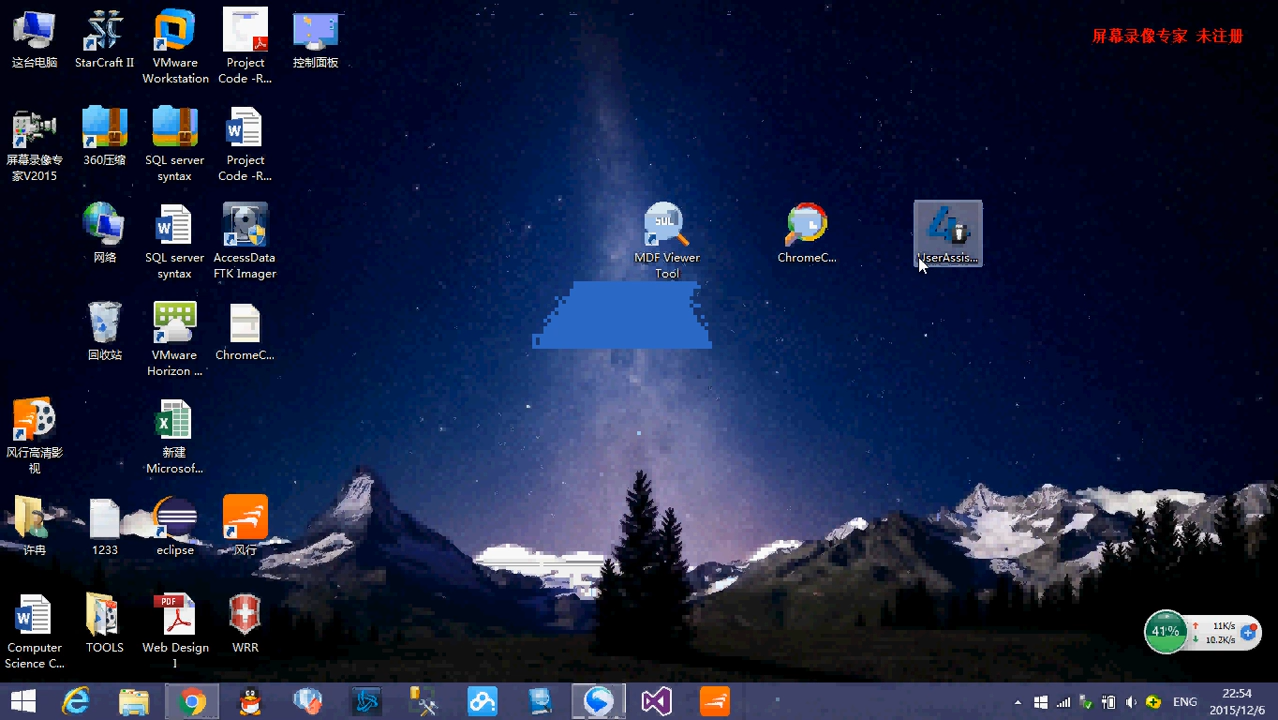 屏幕录像专家 未注册
这台电脑
StarCraft II
VMware
Workstation
Project
Code -R...
控制面板
屏幕录像专
家V2015
360压缩
SQL server
syntax
Project
Code -R...
网络
SQL server
syntax
AccessData
FTK Imager
SQL
MDF Viewer
Tool
ChromeC...
UserAssis...
回收站
VMware
Horizon ...
ChromeC...
风行高清影
视
新建
Microsof...
许冉
1233
eclipse
风行
PDF
Computer
Science C...
TOOLS
Web Design
I
WRR
41%
11K/s
10.2K/s
ENG
22:54
2015/12/6